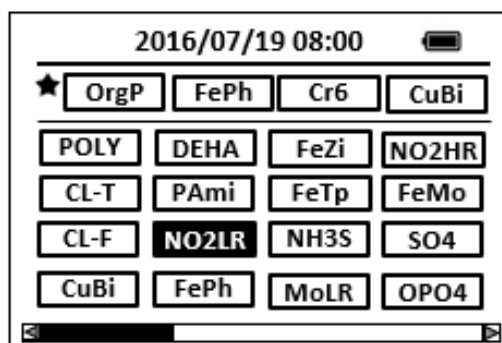 2016/07/19 08:00
OrgP FePh Cr6 CuBi
POLY DEHA FeZi NO2HR
CL-T PAmi FeTp FeMo
CL-F NO2LR NH3S SO4
CuBi FePh MoLR OPO4